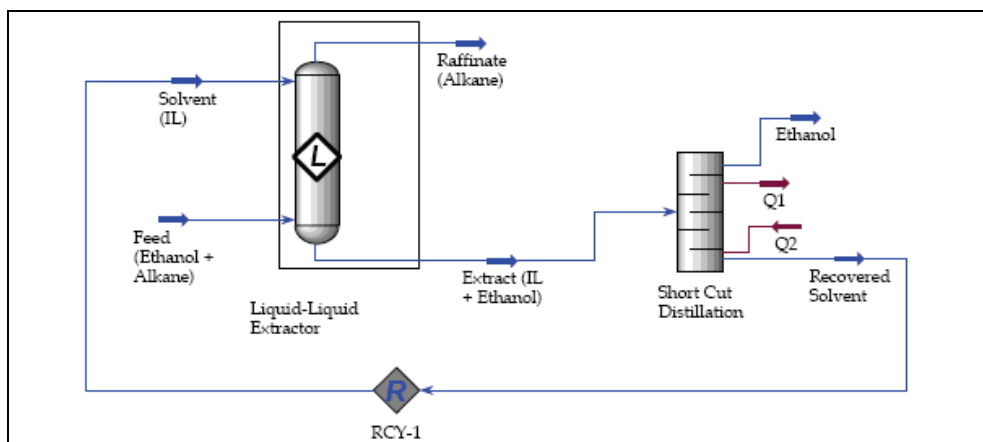 Raffinate
(Alkane)
Solvent
(IL)
L
Ethanol
Q1
Feed
(Ethanol +
Alkane)
Q2
Extract (IL
+ Ethanol)
Recovered
Solvent
Short Cut
Distillation
Liquid-Liquid
Extractor
R
RCY-1